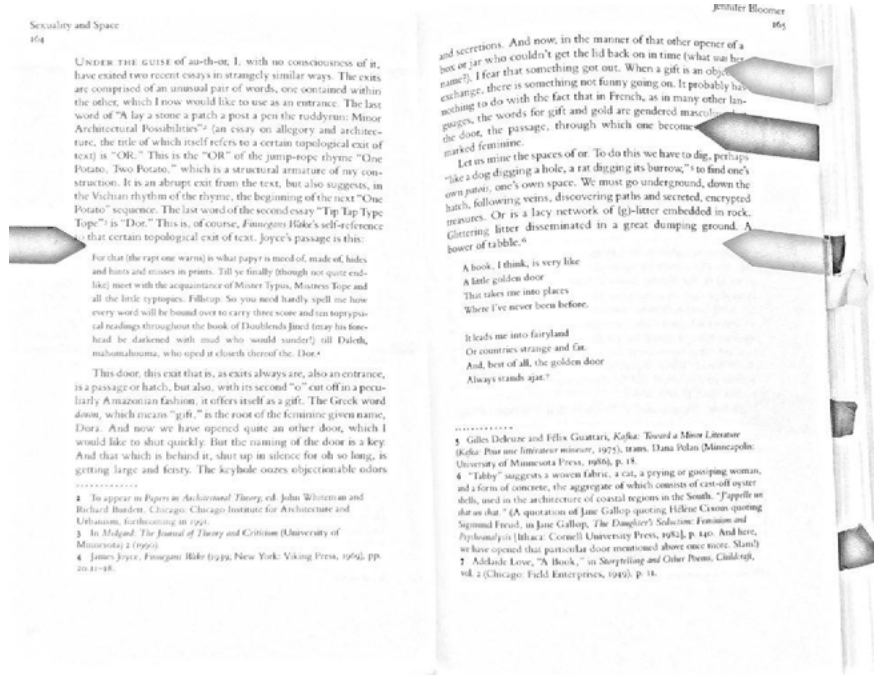 Sexuality and Space
164
UNDER THE GUISE of au-th-or, I, with no consciousness of it,
have exited two recent essays in strangely similar ways. The exits
are comprised of an unusual pair of words, one contained within
the other, which I now would like to use as an entrance. The last
word of "A lay a stone a patch a post a pen the ruddyrun: Minor
Architectural Possibilities"² (an essay on allegory and architec-
ture, the title of which itself refers to a certain topological exit of
text) is "OR." This is the "OR" of the jump-rope rhyme "One
Potato, Two Potato," which is a structural armature of my con-
struction. It is an abrupt exit from the text, but also suggests, in
the Vichian rhythm of the rhyme, the beginning of the next "One
Potato" sequence. The last word of the second essay "Tip Tap Type
Tope"³ is "Dor." This is, of course, Finnegans Wake's self-reference
that certain topological exit of text. Joyce's passage is this:
For that (the rapt one warns) is what papyr is meed of, made of, hides
and hints and misses in prints. Till ye finally (though not quite end-
like) meet with the acquaintance of Mister Typus, Mistress Tope and
all the little typtopies. Fillstup. So you need hardly spell me how
every word will be bound over to carry three score and ten toptypsi-
cal readings throughout the book of Doublends Jined (may his fore-
head be darkened with mud who would sunder!) till Daleth,
mahomahouma, who oped it closeth thereof the. Dor.⁴
This door, this exit that is, as exits always are, also an entrance,
is a passage or hatch, but also, with its second "o" cut off in a pecu-
liarly Amazonian fashion, it offers itself as a gift. The Greek word
doron, which means "gift," is the root of the feminine given name,
Dora. And now we have opened quite an other door, which I
would like to shut quickly. But the naming of the door is a key.
And that which is behind it, shut up in silence for oh so long, is
getting large and feisty. The keyhole oozes objectionable odors
2 To appear in Papers in Architectural Theory, ed. John Whiteman and
Richard Burdett, Chicago: Chicago Institute for Architecture and
Urbanism, forthcoming in 1991.
3 In Midgard: The Journal of Theory and Criticism (University of
Minnesota) 2 (1990)
4 James Joyce, Finnegans Wake (1939; New York: Viking Press, 1969), pp.
20.11-18.
Jennifer Bloomer
165
and secretions. And now, in the manner of that other opener of a
box or jar who couldn't get the lid back on in time (what was her
name?), I fear that something got out. When a gift is an
exchange, there is something not funny going on. It probably has
nothing to do with the fact that in French, as in many other lan-
guages, the words for gift and gold are gendered
the door, the passage, through which one
marked feminine.
Let us mine the spaces of or. To do this we have to dig, perhaps
"like a dog digging a hole, a rat digging its burrow,"⁵ to find one's
own patois, one's own space. We must go underground, down the
hatch, following veins, discovering paths and secreted, encrypted
treasures. Or is a lacy network of (g)-litter embedded in rock.
Glittering litter disseminated in a great dumping ground. A
bower of tabble.⁶
A book, I think, is very like
A little golden door
That takes me into places
Where I've never been before.
It leads me into fairyland
Or countries strange and far.
And, best of all, the golden door
Always stands ajar.⁷
5 Gilles Deleuze and Félix Guattari, Kafka: Toward a Minor Literature
(Kafka: Pour une littérature mineure, 1975), trans. Dana Polan (Minneapolis:
University of Minnesota Press, 1986), p. 18.
6 "Tabby" suggests a woven fabric, a cat, a prying or gossiping woman,
and a form of concrete, the aggregate of which consists of cast-off oyster
shells, used in the architecture of coastal regions in the South. "J'appelle un
chat un chat." (A quotation of Jane Gallop quoting Hélène Cixous quoting
Sigmund Freud, in Jane Gallop, The Daughter's Seduction: Feminism and
Psychoanalysis [Ithaca: Cornell University Press, 1982], p. 140. And here,
we have opened that particular door mentioned above once more. Slam!)
7 Adelaide Love, "A Book," in Storytelling and Other Poems, Childcraft,
vol. 2 (Chicago: Field Enterprises, 1949), p. 11.